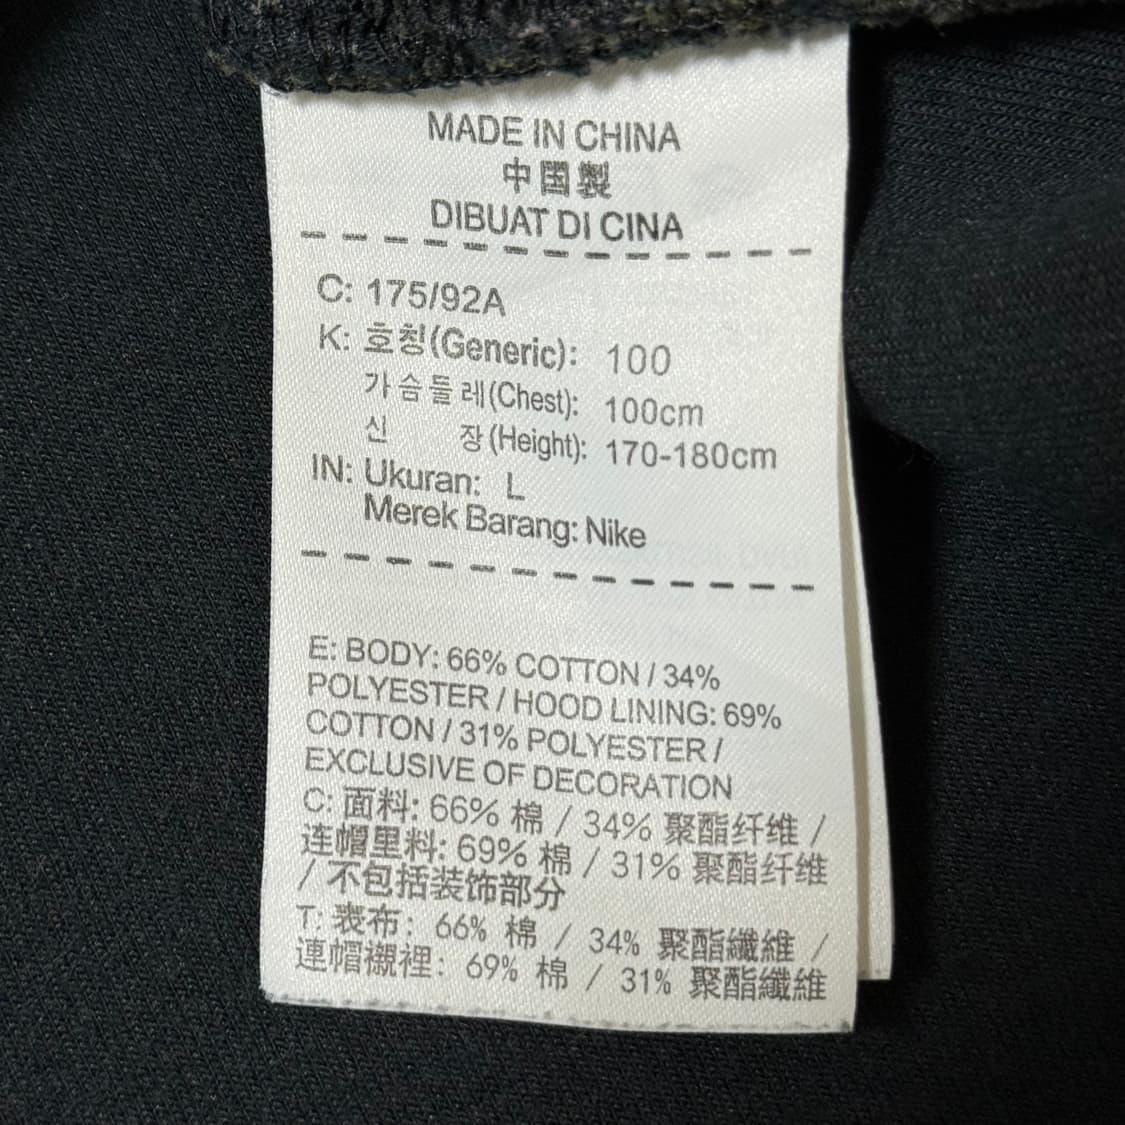 MADE IN CHINA
中国製
DIBUAT DI CINA
C: 175/92A
K: 호칭(Generic): 100
가슴둘레(Chest): 100cm
신 장(Height): 170-180cm
IN: Ukuran: L
Merek Barang: Nike
E: BODY: 66% COTTON / 34%
POLYESTER / HOOD LINING: 69%
COTTON / 31% POLYESTER /
EXCLUSIVE OF DECORATION
C: 面料: 66% 棉 / 34% 聚酯纤维 /
连帽里料: 69% 棉 / 31% 聚酯纤维
/ 不包括装饰部分
T: 表布: 66% 棉 / 34% 聚酯纖維 /
連帽襯裡: 69% 棉 / 31% 聚酯纖維